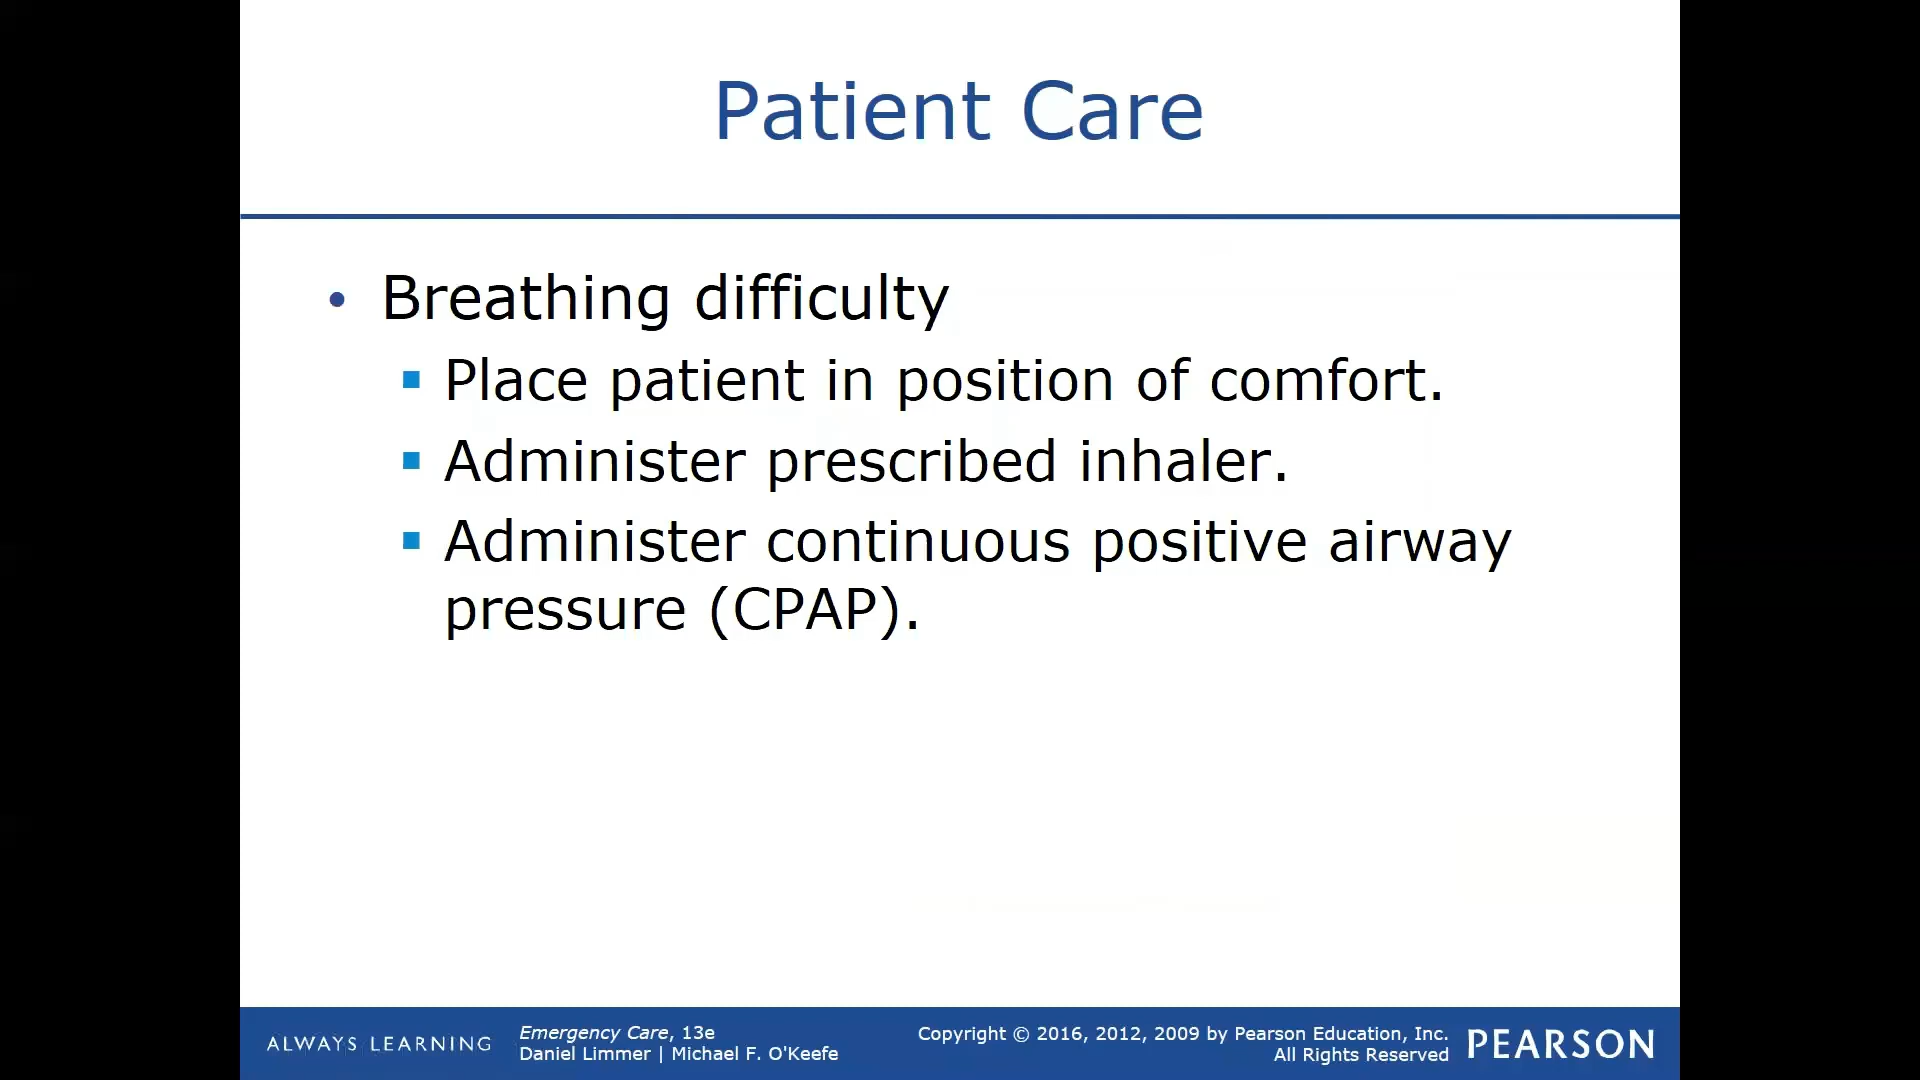 Patient Care
• Breathing difficulty
▪ Place patient in position of comfort.
▪ Administer prescribed inhaler.
▪ Administer continuous positive airway
pressure (CPAP).
ALWAYS LEARNING
Emergency Care, 13e
Daniel Limmer | Michael F. O'Keefe
Copyright © 2016, 2012, 2009 by Pearson Education, Inc.
All Rights Reserved
PEARSON